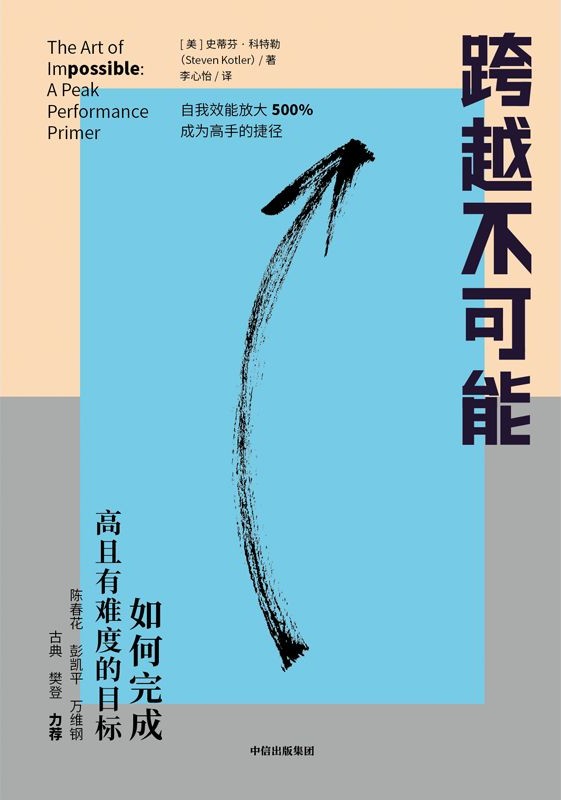 The Art of
Impossible:
A Peak
Performance
Primer
[ 美 ] 史蒂芬·科特勒
（Steven Kotler）/ 著
李心怡 / 译
自我效能放大 500%
成为高手的捷径
跨越不可能
如何完成
高且有难度的目标
陈春花 彭凯平 万维钢
古典 樊登 力荐
中信出版集团